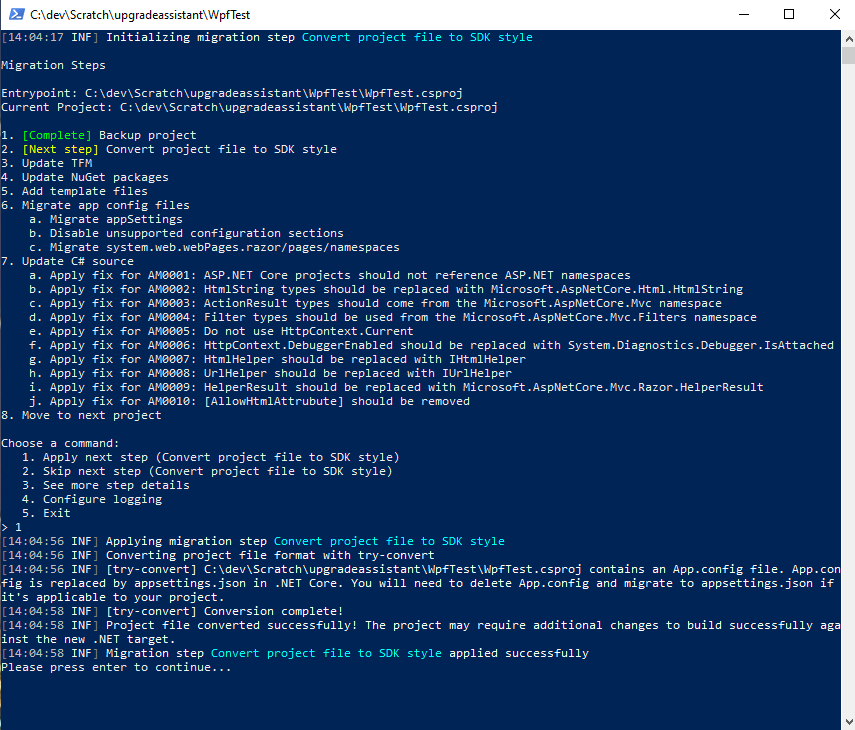 C:\dev\Scratch\upgradeassistant\WpfTest
[14:04:17 INF] Initializing migration step Convert project file to SDK style
Migration Steps
Entrypoint: C:\dev\Scratch\upgradeassistant\WpfTest\WpfTest.csproj
Current Project: C:\dev\Scratch\upgradeassistant\WpfTest\WpfTest.csproj
1. [Complete] Backup project
2. [Next step] Convert project file to SDK style
3. Update TFM
4. Update NuGet packages
5. Add template files
6. Migrate app config files
a. Migrate appSettings
b. Disable unsupported configuration sections
c. Migrate system.web.webPages.razor/pages/namespaces
7. Update C# source
a. Apply fix for AM0001: ASP.NET Core projects should not reference ASP.NET namespaces
b. Apply fix for AM0002: HtmlString types should be replaced with Microsoft.AspNetCore.Html.HtmlString
c. Apply fix for AM0003: ActionResult types should come from the Microsoft.AspNetCore.Mvc namespace
d. Apply fix for AM0004: Filter types should be used from the Microsoft.AspNetCore.Mvc.Filters namespace
e. Apply fix for AM0005: Do not use HttpContext.Current
f. Apply fix for AM0006: HttpContext.DebuggerEnabled should be replaced with System.Diagnostics.Debugger.IsAttached
g. Apply fix for AM0007: HtmlHelper should be replaced with IHtmlHelper
h. Apply fix for AM0008: UrlHelper should be replaced with IUrlHelper
i. Apply fix for AM0009: HelperResult should be replaced with Microsoft.AspNetCore.Mvc.Razor.HelperResult
j. Apply fix for AM0010: [AllowHtmlAttrubute] should be removed
8. Move to next project
Choose a command:
1. Apply next step (Convert project file to SDK style)
2. Skip next step (Convert project file to SDK style)
3. See more step details
4. Configure logging
5. Exit
> 1
[14:04:56 INF] Applying migration step Convert project file to SDK style
[14:04:56 INF] Converting project file format with try-convert
[14:04:56 INF] [try-convert] C:\dev\Scratch\upgradeassistant\WpfTest\WpfTest.csproj contains an App.config file. App.con
fig is replaced by appsettings.json in .NET Core. You will need to delete App.config and migrate to appsettings.json if
it's applicable to your project.
[14:04:58 INF] [try-convert] Conversion complete!
[14:04:58 INF] Project file converted successfully! The project may require additional changes to build successfully aga
inst the new .NET target.
[14:04:58 INF] Migration step Convert project file to SDK style applied successfully
Please press enter to continue...